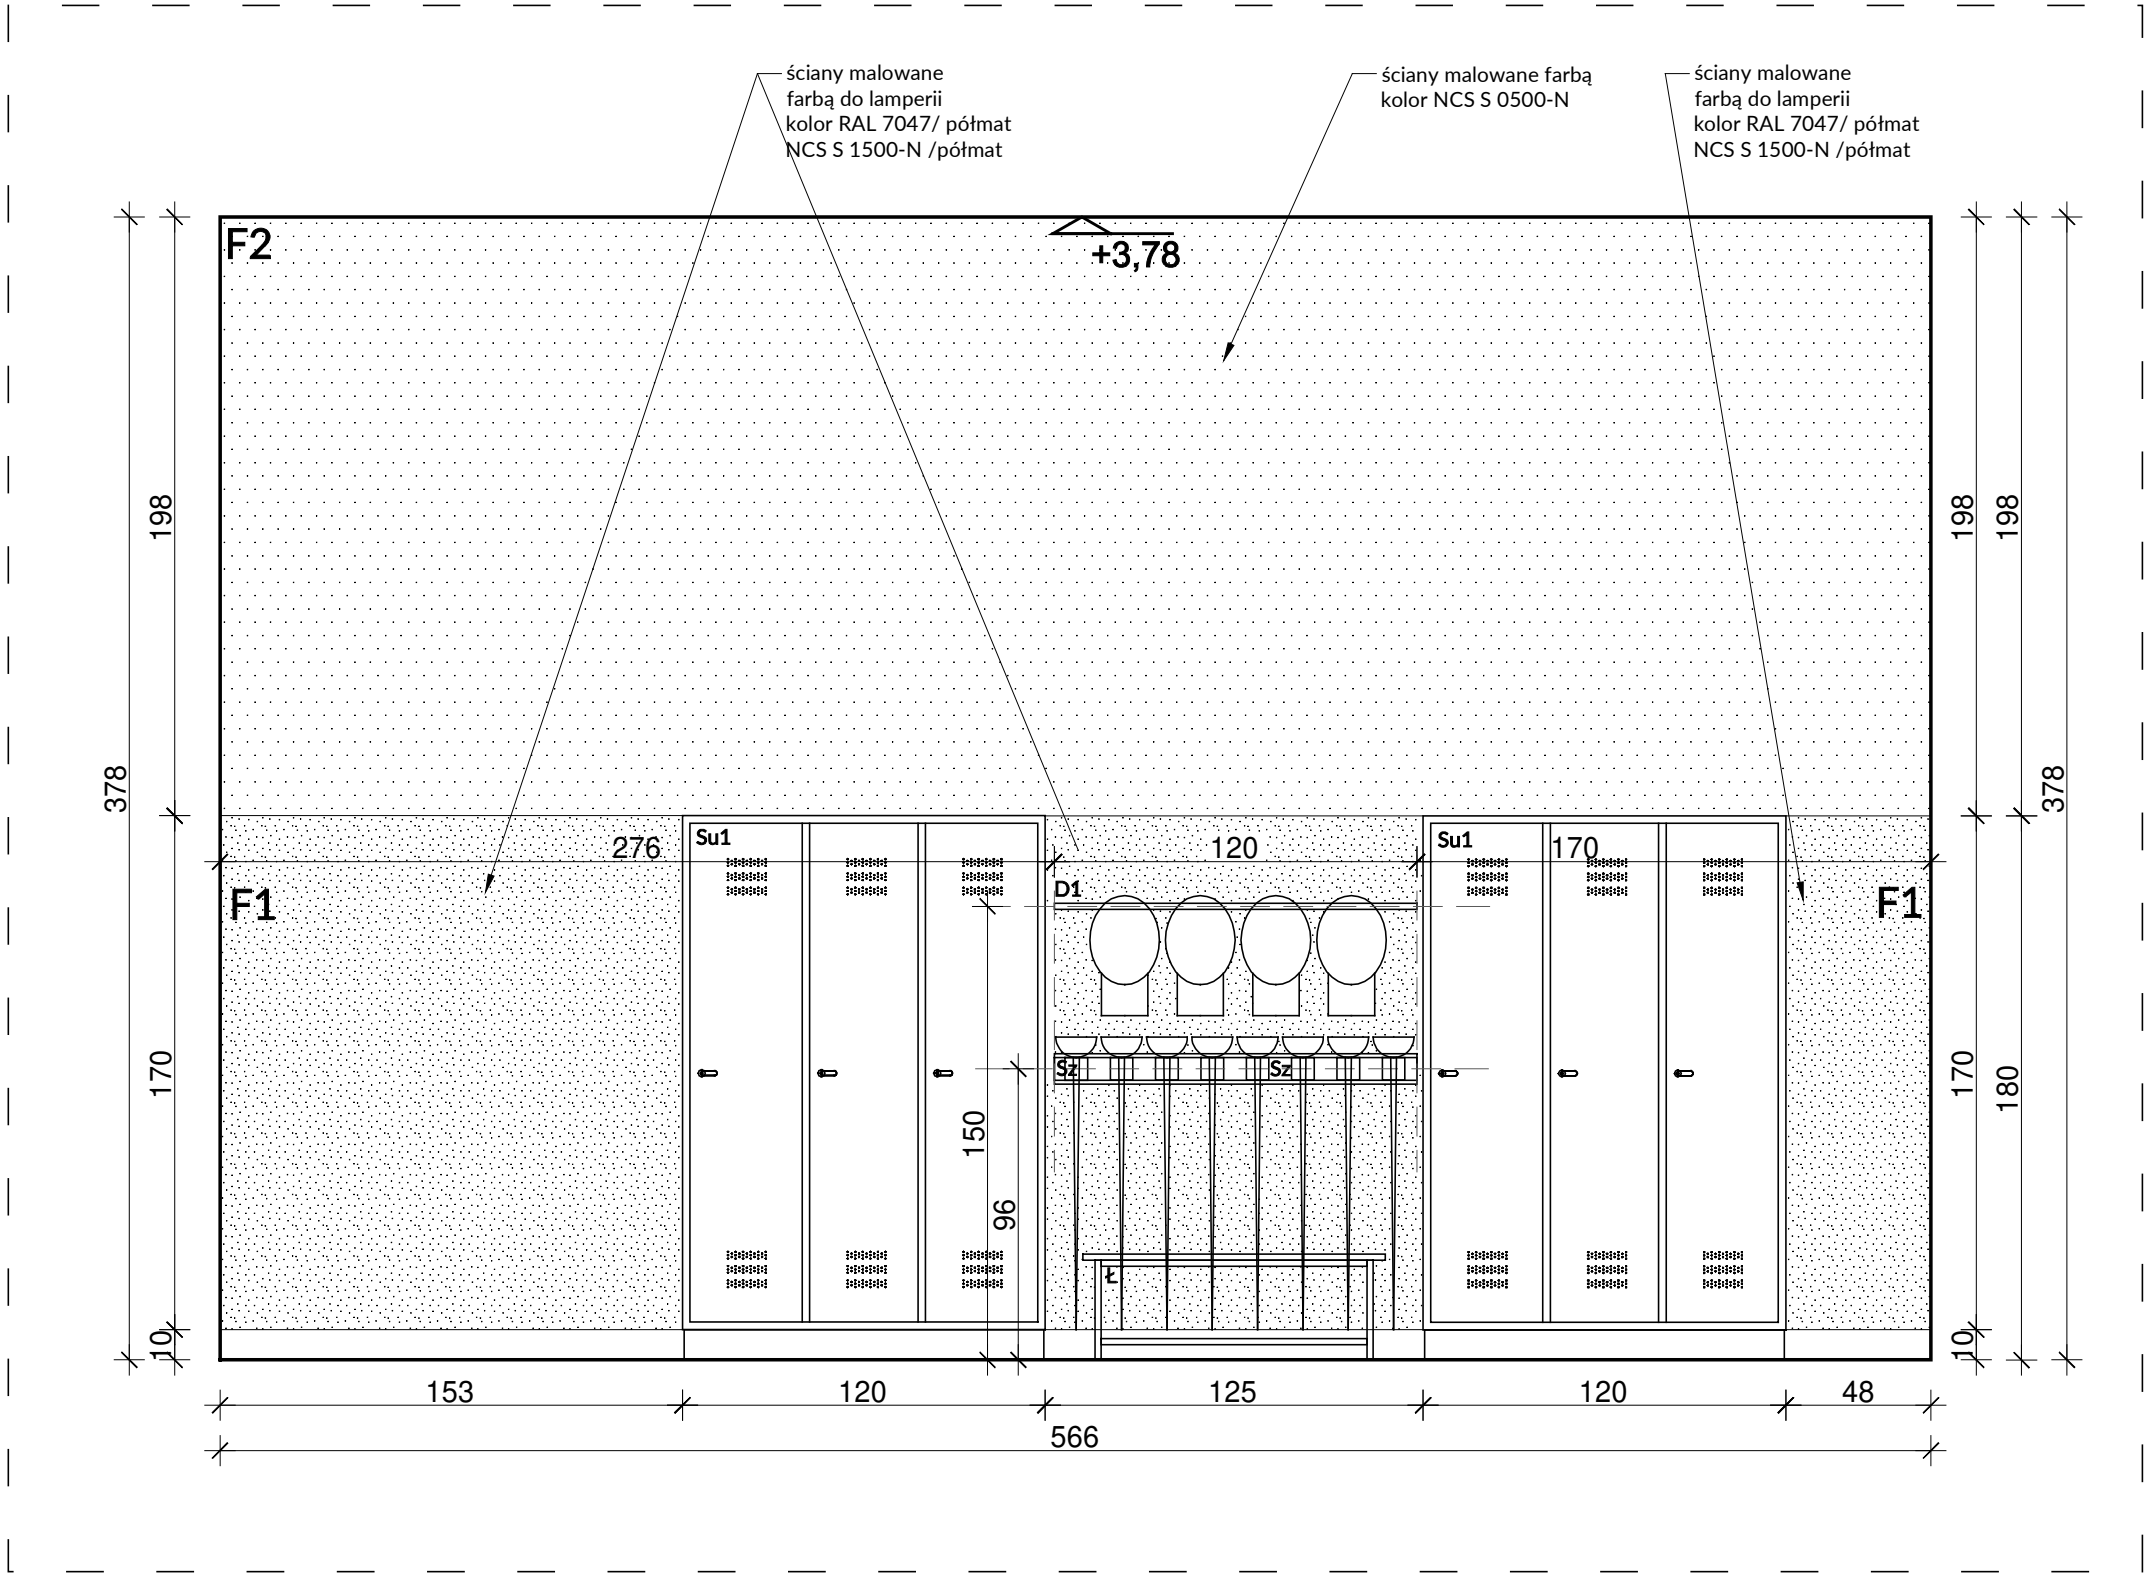 ściany malowane
farbą do lamperii
kolor RAL 7047/ półmat
NCS S 1500-N /półmat
ściany malowane farbą
kolor NCS S 0500-N
ściany malowane
farbą do lamperii
kolor RAL 7047/ półmat
NCS S 1500-N /półmat
F2
+3,78
198
198
198
378
378
276
Su1
120
Su1
170
D1
F1
F1
Sz
Sz
170
150
170
180
96
Ł
10
10
153
120
125
120
48
566